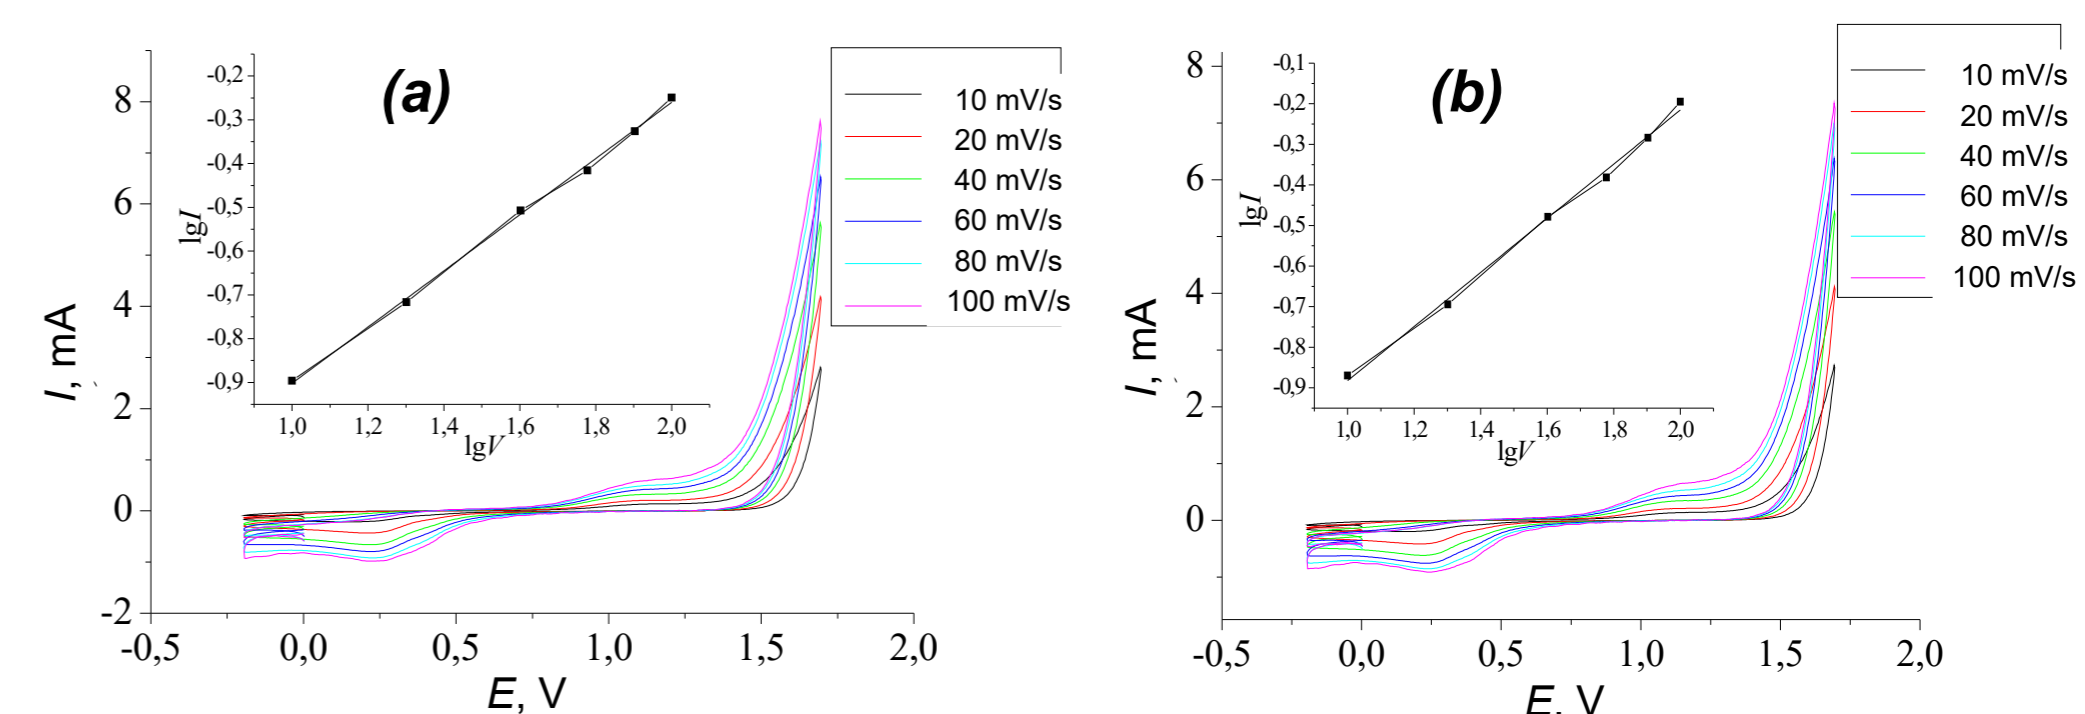 (a)
I, mA
8
6
4
2
0
-2
-0,5
0,0
0,5
1,0
1,5
2,0
E, V
lgI
-0,2
-0,3
-0,4
-0,5
-0,6
-0,7
-0,8
-0,9
1,0
1,2
1,4
1,6
1,8
2,0
lgV
10 mV/s
20 mV/s
40 mV/s
60 mV/s
80 mV/s
100 mV/s
(b)
I, mA
8
6
4
2
0
-0,5
0,0
0,5
1,0
1,5
2,0
E, V
lgI
-0,1
-0,2
-0,3
-0,4
-0,5
-0,6
-0,7
-0,8
-0,9
1,0
1,2
1,4
1,6
1,8
2,0
lgV
10 mV/s
20 mV/s
40 mV/s
60 mV/s
80 mV/s
100 mV/s